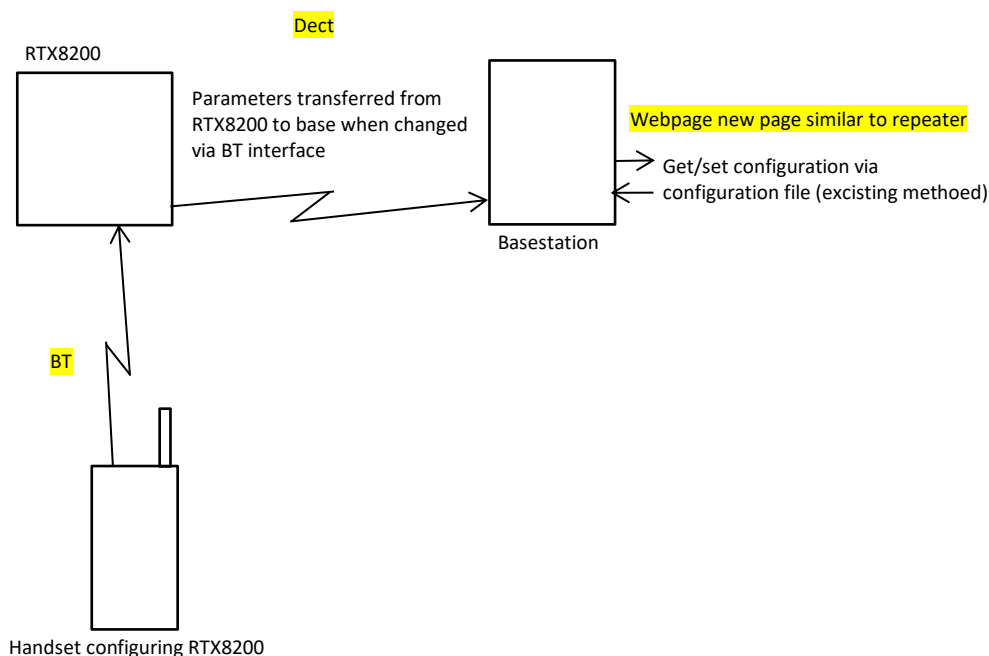 Dect
RTX8200
Parameters transferred from
RTX8200 to base when changed
via BT interface
Webpage new page similar to repeater
Get/set configuration via
configuration file (excisting methoed)
Basestation
BT
Handset configuring RTX8200